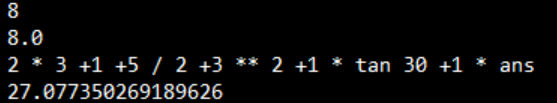 8
8.0
2 * 3 +1 +5 / 2 +3 ** 2 +1 * tan 30 +1 * ans
27.077350269189626